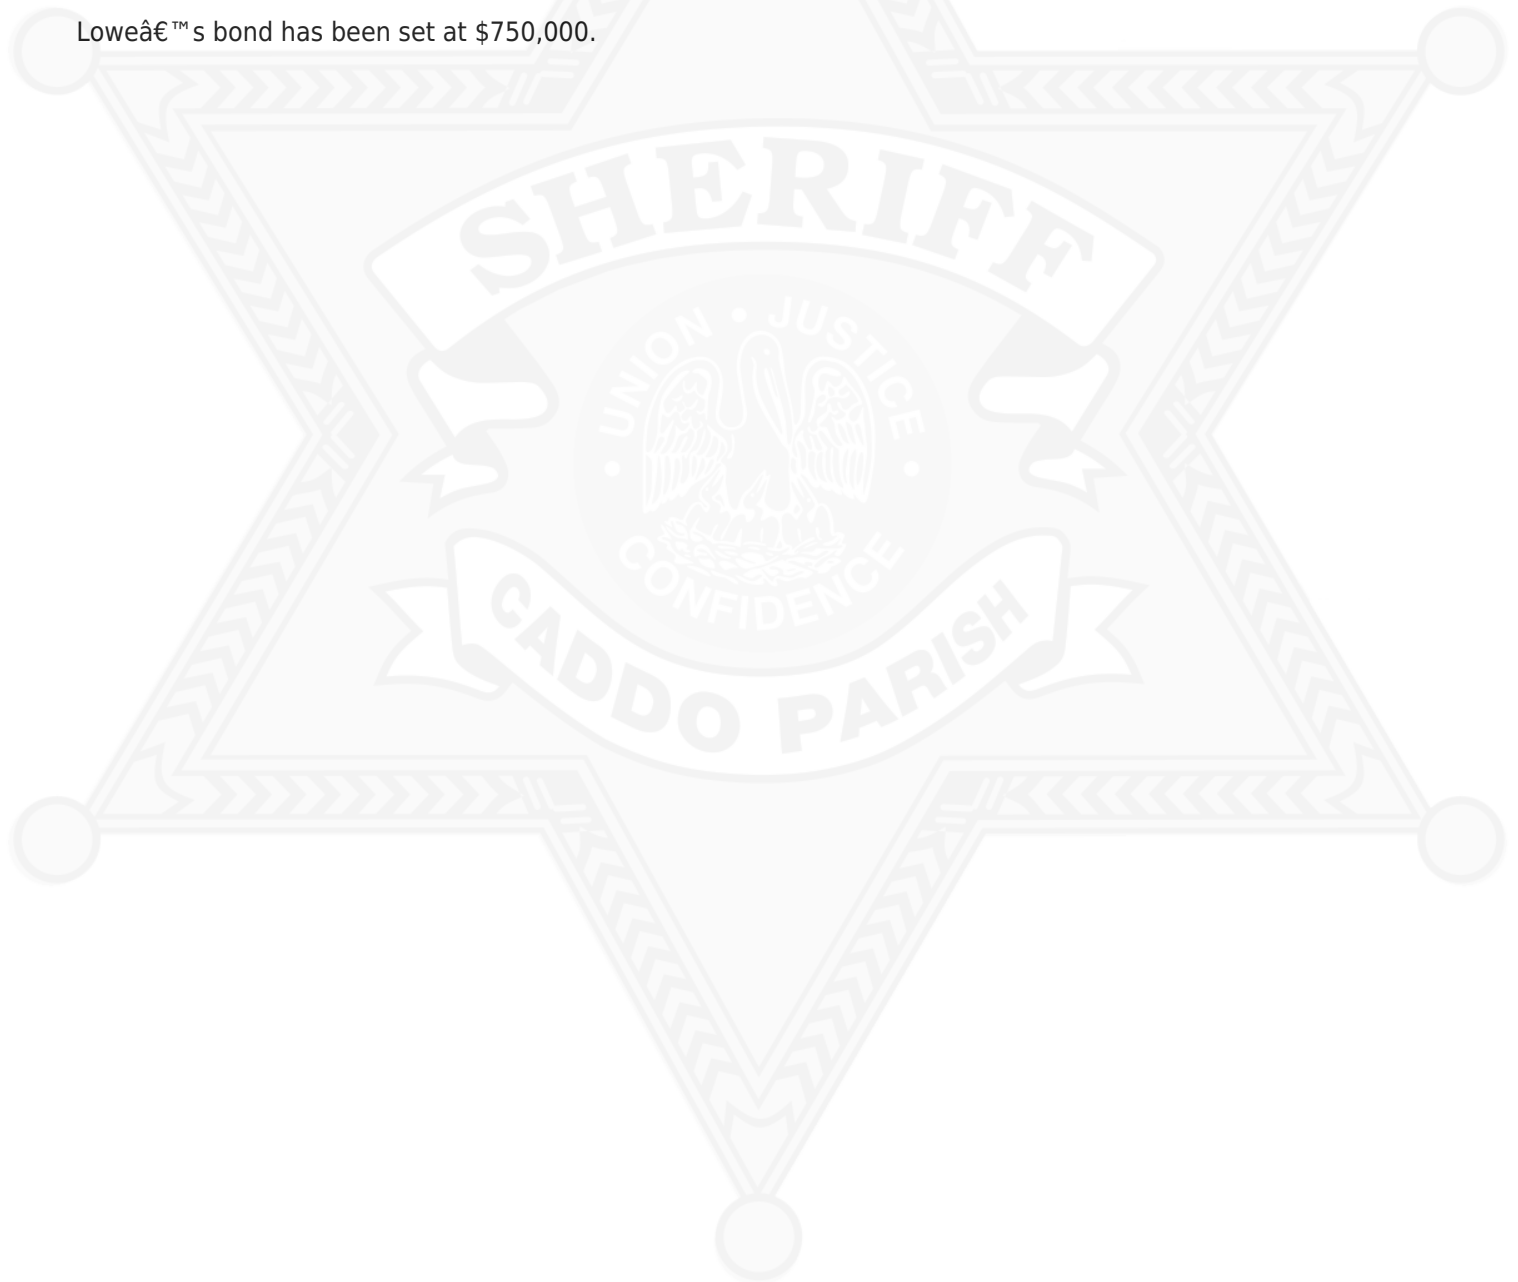 Loweâ€™s bond has been set at $750,000.
SHERIFF
UNION • JUSTICE
• CONFIDENCE •
CADDO PARISH